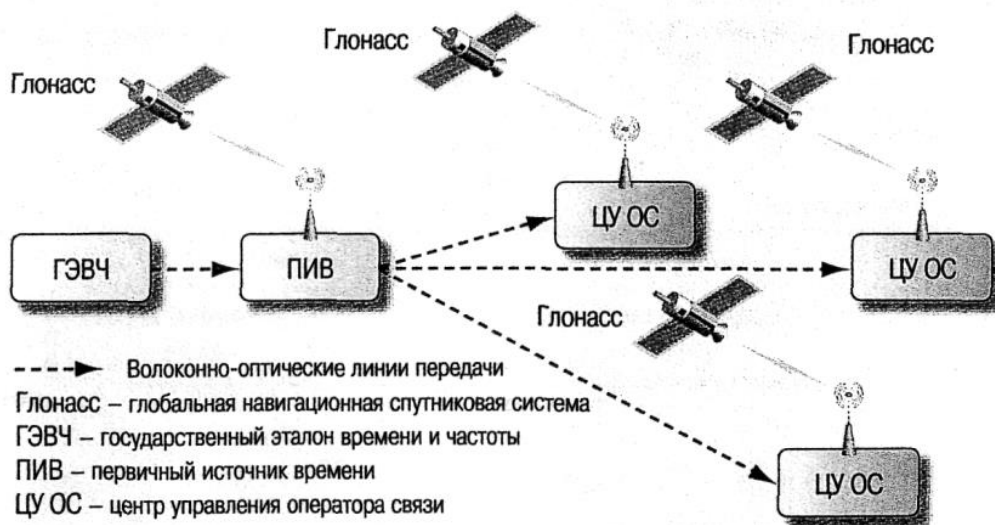 Глонасс
Глонасс
Глонасс
ЦУ ОС
ГЭВЧ
ПИВ
ЦУ ОС
Глонасс
Волоконно-оптические линии передачи
Глонасс – глобальная навигационная спутниковая система
ГЭВЧ – государственный эталон времени и частоты
ПИВ – первичный источник времени
ЦУ ОС – центр управления оператора связи
ЦУ ОС